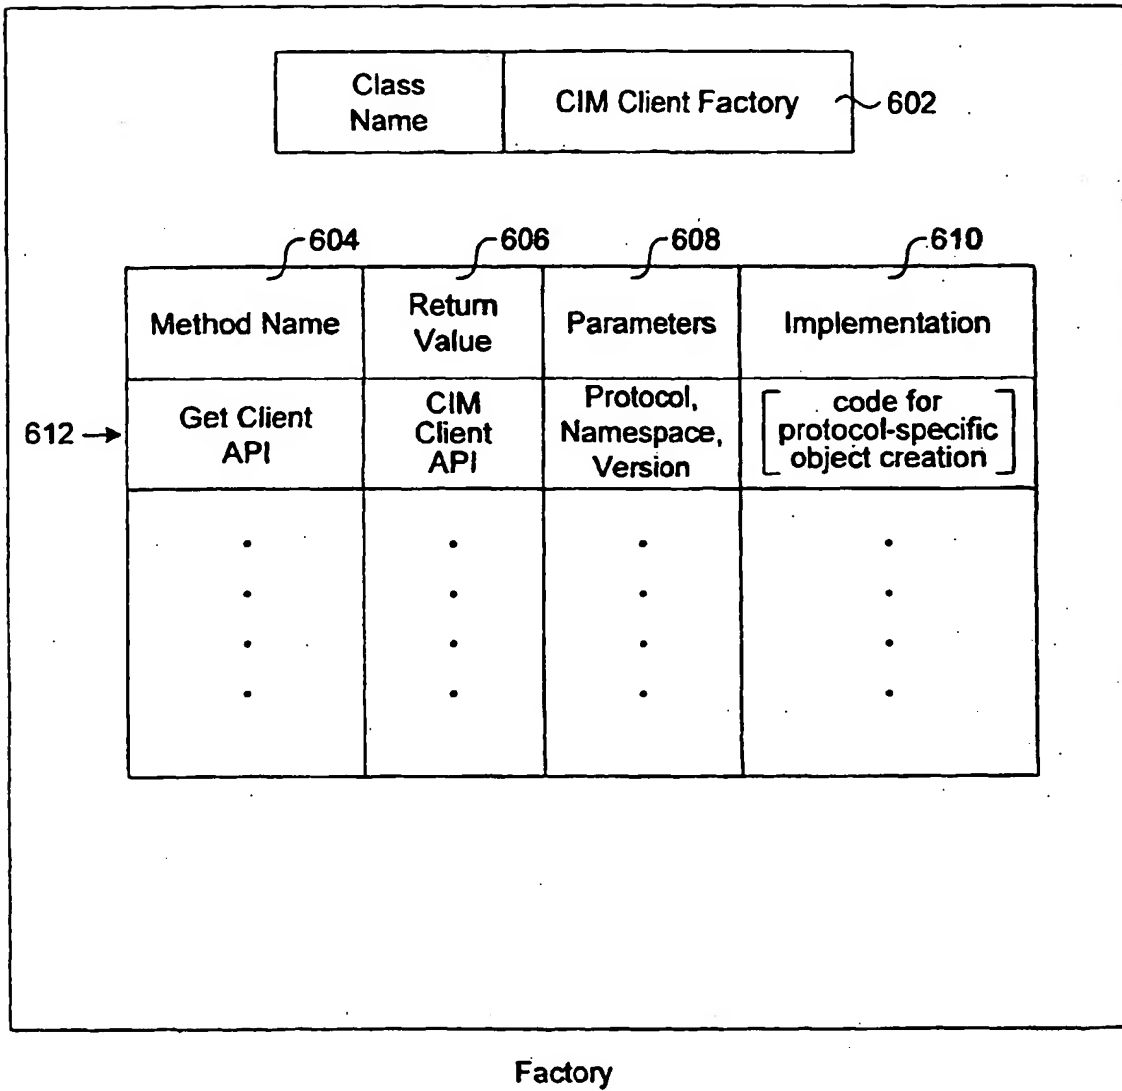 Class
Name
CIM Client Factory
602
604
606
608
610
Method Name
Return
Value
Parameters
Implementation
612
Get Client
API
CIM
Client
API
Protocol,
Namespace,
Version
code for
protocol-specific
object creation
Factory